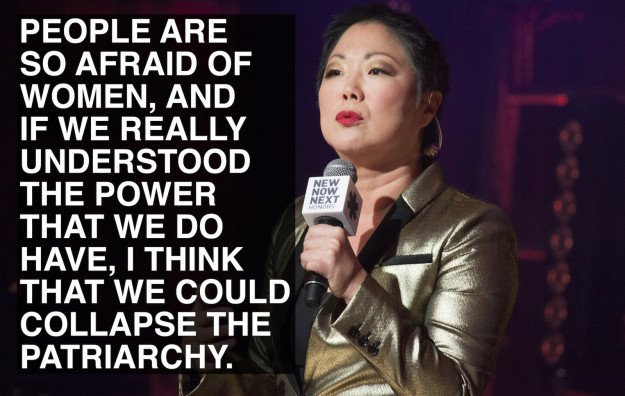 PEOPLE ARE
SO AFRAID OF
WOMEN, AND
IF WE REALLY
UNDERSTOOD
THE POWER
THAT WE DO
HAVE, I THINK
THAT WE COULD
COLLAPSE THE
PATRIARCHY.
NEW
NOW
NEXT
HONORS